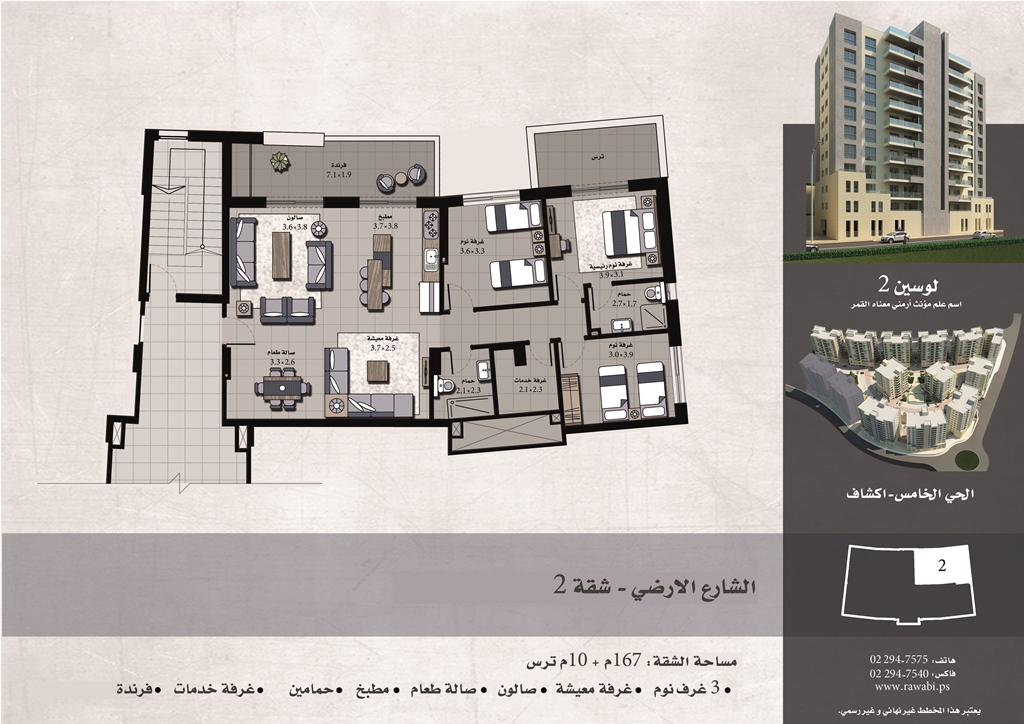 فرندة
7.1×1.9
ترس
صالون
3.6×3.8
مطبخ
3.7×3.8
غرفة نوم
3.6×3.3
غرفة نوم رئيسية
3.9×3.1
حمام
2.7×1.7
غرفة معيشة
3.7×2.5
صالة طعام
3.3×2.6
حمام
2.1×2.3
غرفة خدمات
2.1×2.3
غرفة نوم
3.0×3.9
لوسين 2
اسم علم مؤنث أرمني معناه القمر
الحي الخامس-اكشاف
2
الشارع الارضي - شقة 2
مساحة الشقة: 167م + 10م ترس
• 3 غرف نوم •غرفة معيشة •صالون •صالة طعام •مطبخ •حمامين •غرفة خدمات •فرندة
هاتف: 02 294-7575
فاكس: 02 294-7540
www.rawabi.ps
يعتبر هذا المخطط غير نهائي و غير رسمي.